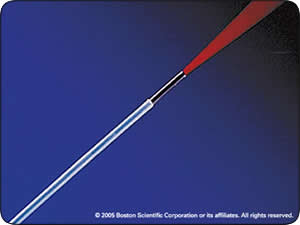 © 2005 Boston Scientific Corporation or its affiliates. All rights reserved.